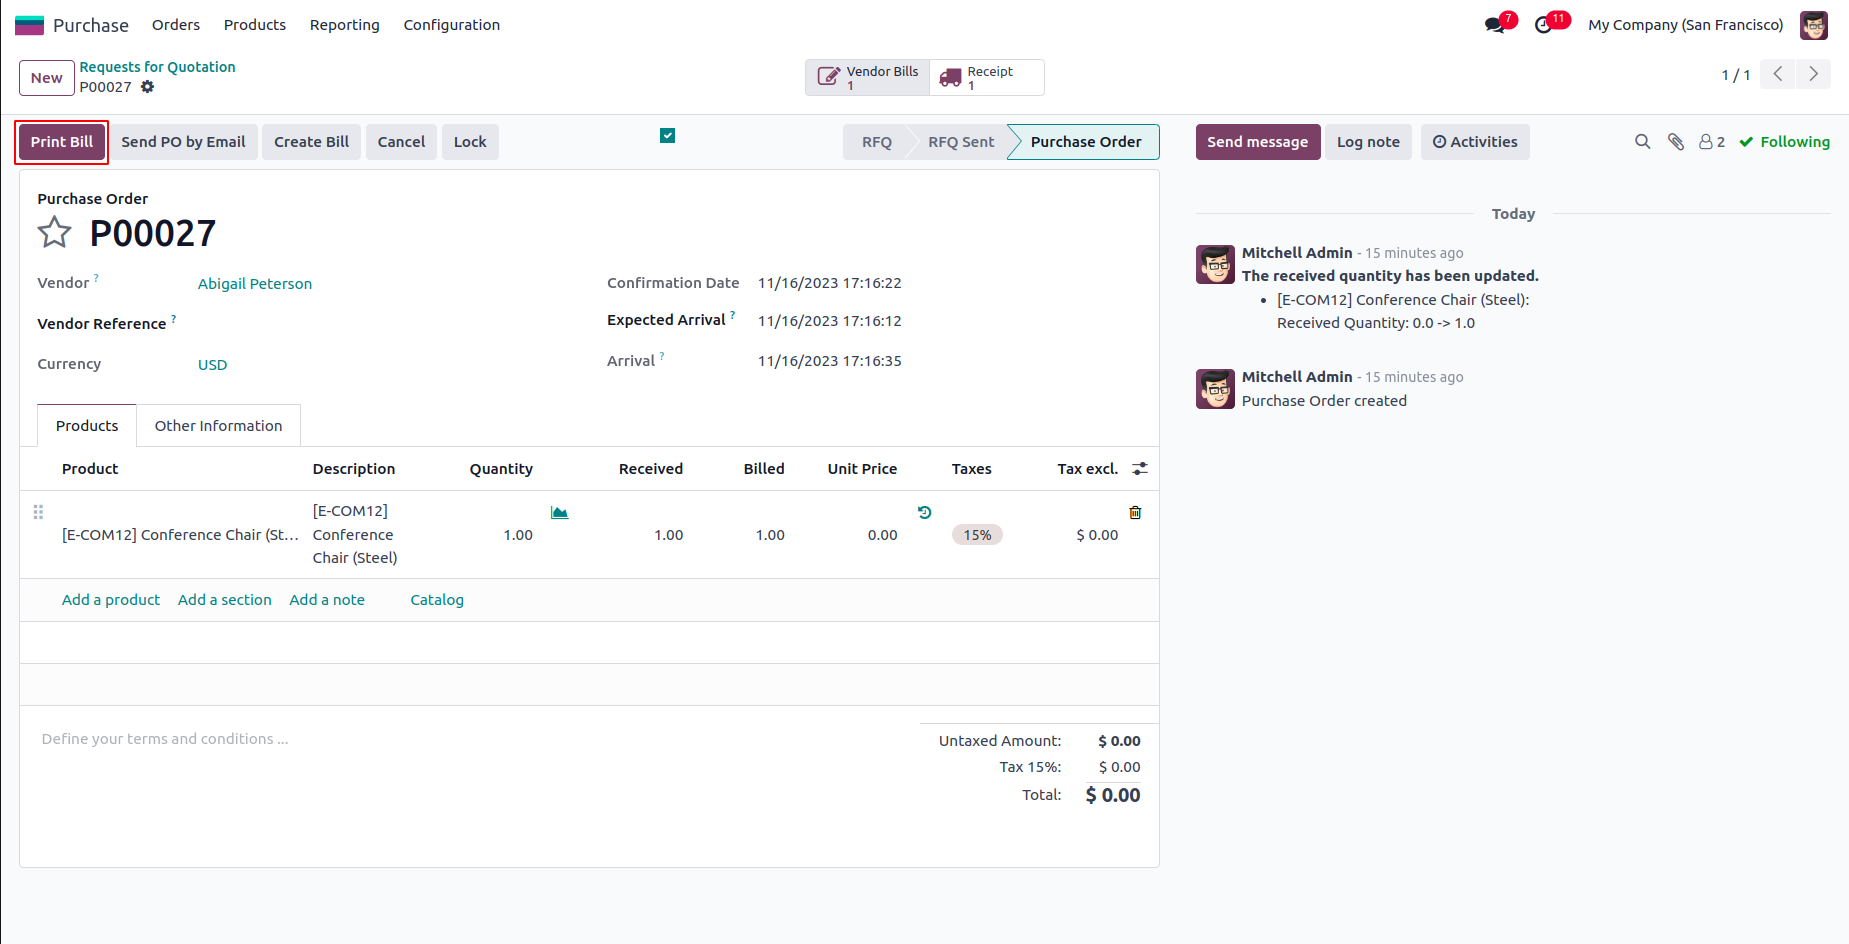 Purchase Orders Products Reporting Configuration 7 11 My Company (San Francisco)
New
Requests for Quotation
P00027
Vendor Bills
1
Receipt
1
1 / 1
Print Bill Send PO by Email Create Bill Cancel Lock RFQ RFQ Sent Purchase Order Send message Log note Activities 2 Following
Purchase Order
P00027
Vendor ? Abigail Peterson
Vendor Reference ?
Currency USD
Confirmation Date 11/16/2023 17:16:22
Expected Arrival ? 11/16/2023 17:16:12
Arrival ? 11/16/2023 17:16:35
Products Other Information
Product Description Quantity Received Billed Unit Price Taxes Tax excl.
[E-COM12] Conference Chair (St...
[E-COM12]
Conference
Chair (Steel)
1.00 1.00 1.00 0.00 15% $ 0.00
Add a product Add a section Add a note Catalog
Define your terms and conditions ...
Untaxed Amount: $ 0.00
Tax 15%: $ 0.00
Total: $ 0.00
Today
Mitchell Admin - 15 minutes ago
The received quantity has been updated.
• [E-COM12] Conference Chair (Steel):
Received Quantity: 0.0 -> 1.0
Mitchell Admin - 15 minutes ago
Purchase Order created